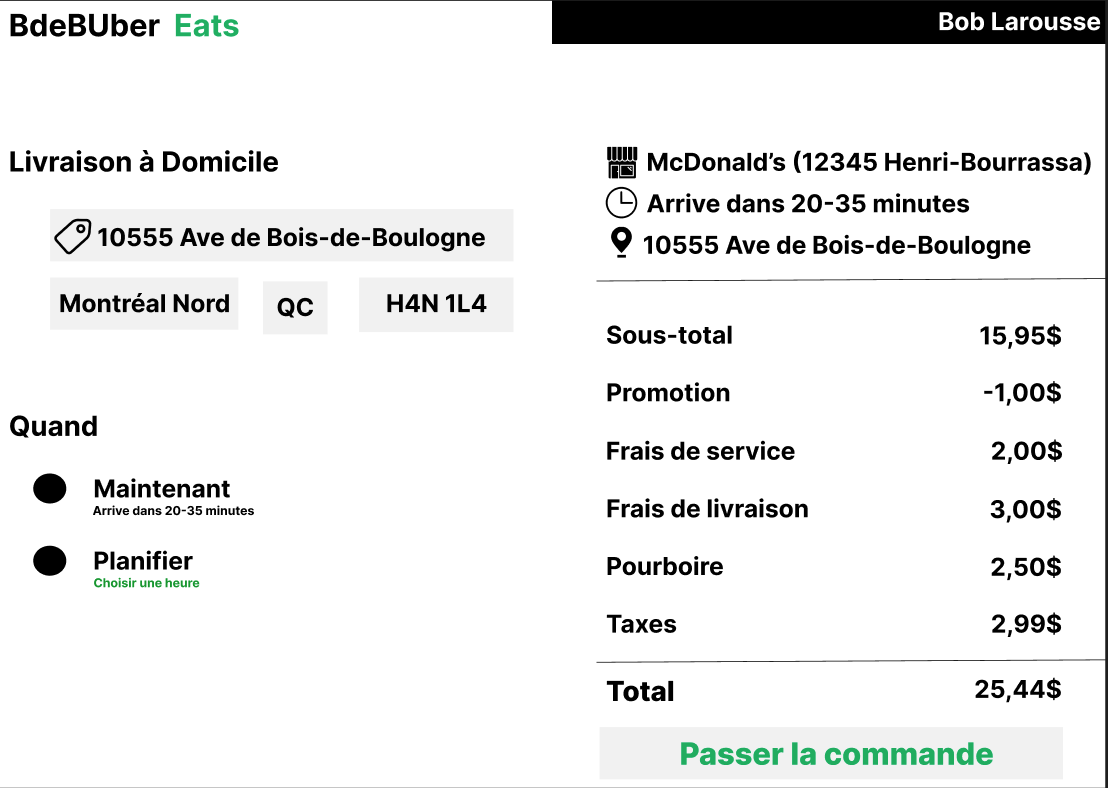 BdeBUber Eats
Bob Larousse
Livraison à Domicile
10555 Ave de Bois-de-Boulogne
Montréal Nord
QC
H4N 1L4
Quand
Maintenant
Arrive dans 20-35 minutes
Planifier
Choisir une heure
McDonald’s (12345 Henri-Bourrassa)
Arrive dans 20-35 minutes
10555 Ave de Bois-de-Boulogne
Sous-total 15,95$
Promotion -1,00$
Frais de service 2,00$
Frais de livraison 3,00$
Pourboire 2,50$
Taxes 2,99$
Total 25,44$
Passer la commande